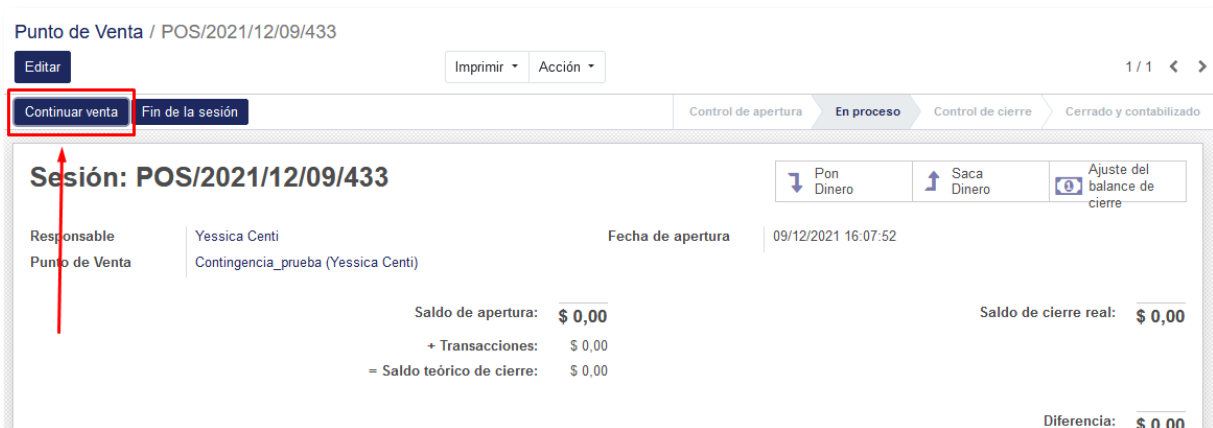 Punto de Venta / POS/2021/12/09/433
Editar Imprimir Acción 1 / 1
Continuar venta Fin de la sesión Control de apertura En proceso Control de cierre Cerrado y contabilizado
Sesión: POS/2021/12/09/433
Pon
Dinero
Saca
Dinero
Ajuste del
balance de
cierre
Responsable Yessica Centi Fecha de apertura 09/12/2021 16:07:52
Punto de Venta Contingencia_prueba (Yessica Centi)
Saldo de apertura: $ 0,00 Saldo de cierre real: $ 0,00
+ Transacciones: $ 0,00
= Saldo teórico de cierre: $ 0,00
Diferencia: $ 0,00